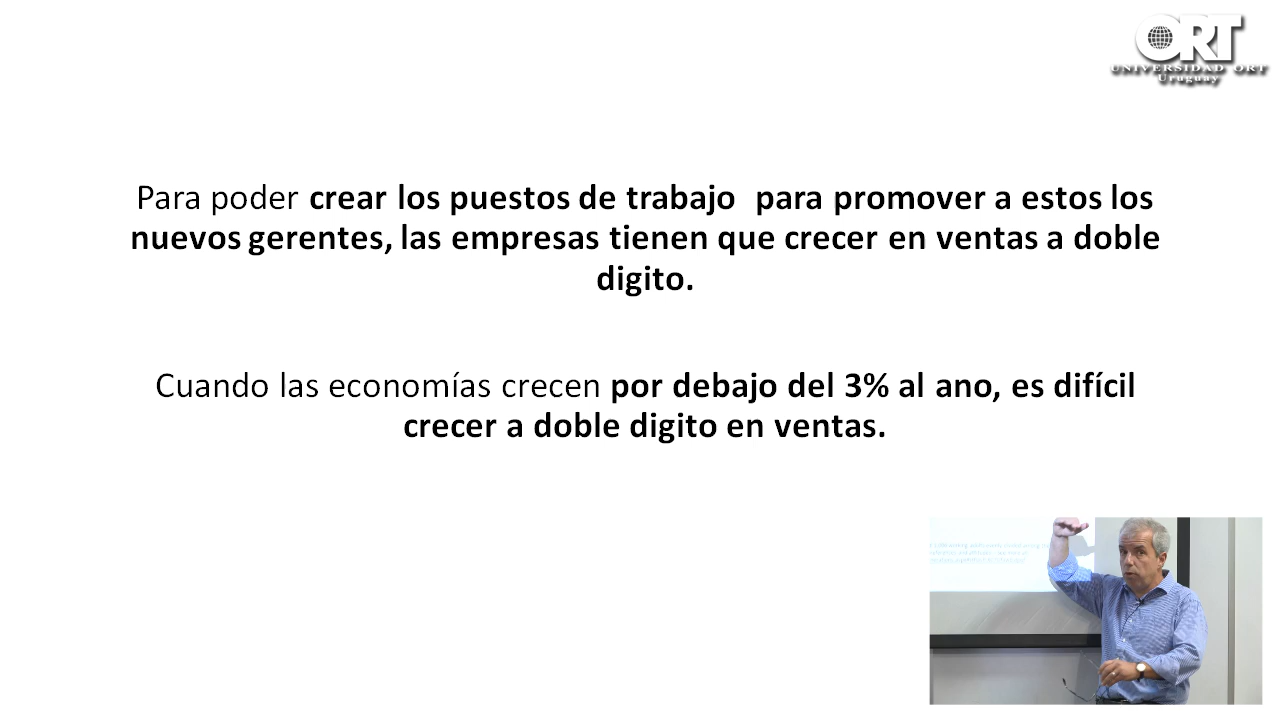 ORT
UNIVERSIDAD ORT
Uruguay
Para poder crear los puestos de trabajo  para promover a estos los
nuevos gerentes, las empresas tienen que crecer en ventas a doble
digito.
Cuando las economías crecen por debajo del 3% al ano, es difícil
crecer a doble digito en ventas.